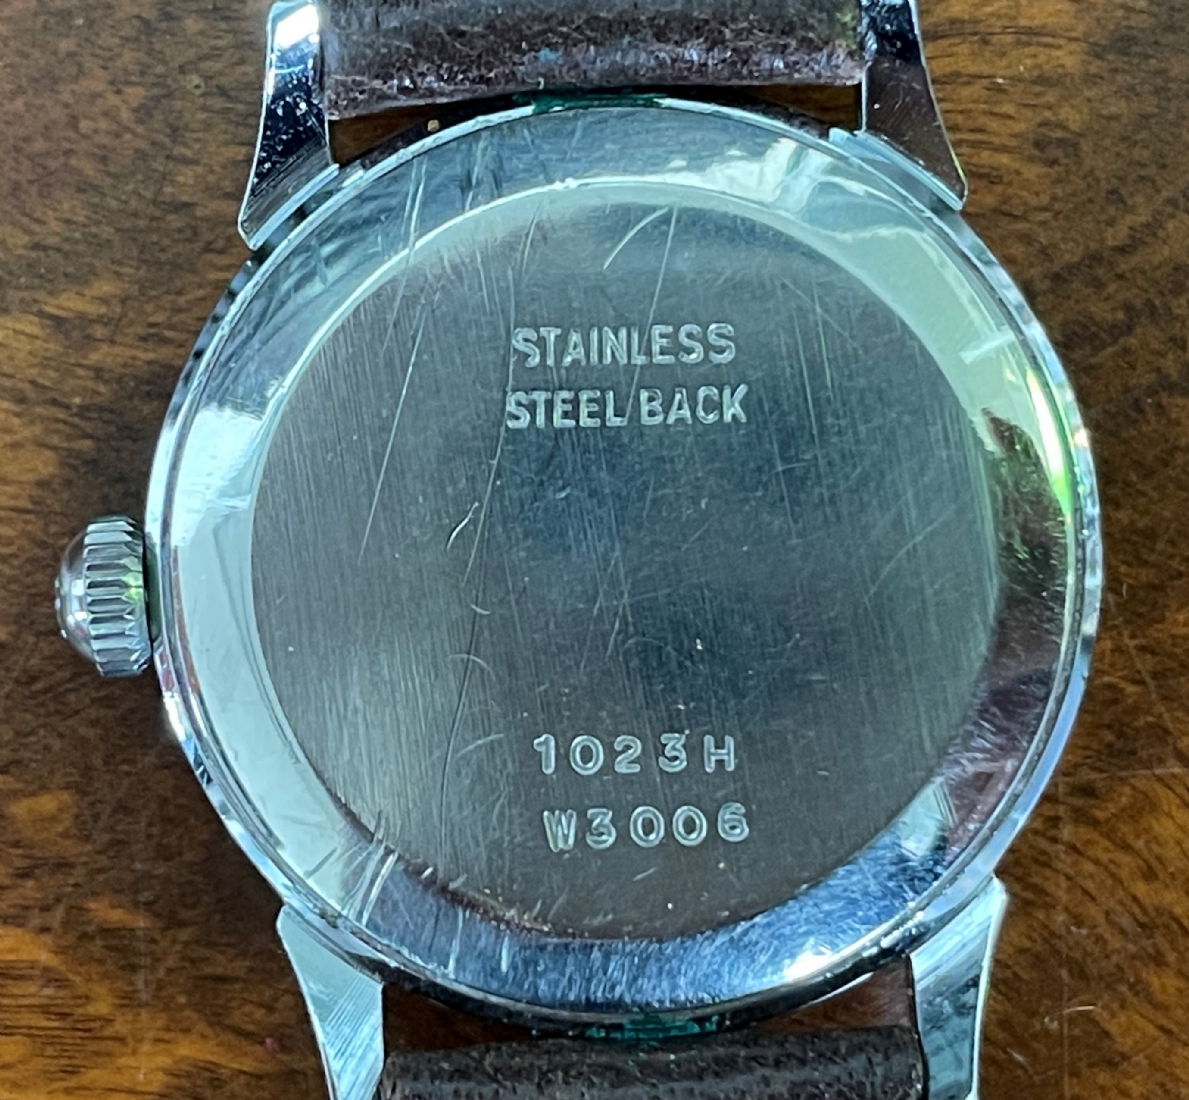 STAINLESS
STEEL BACK
1023H
W3006